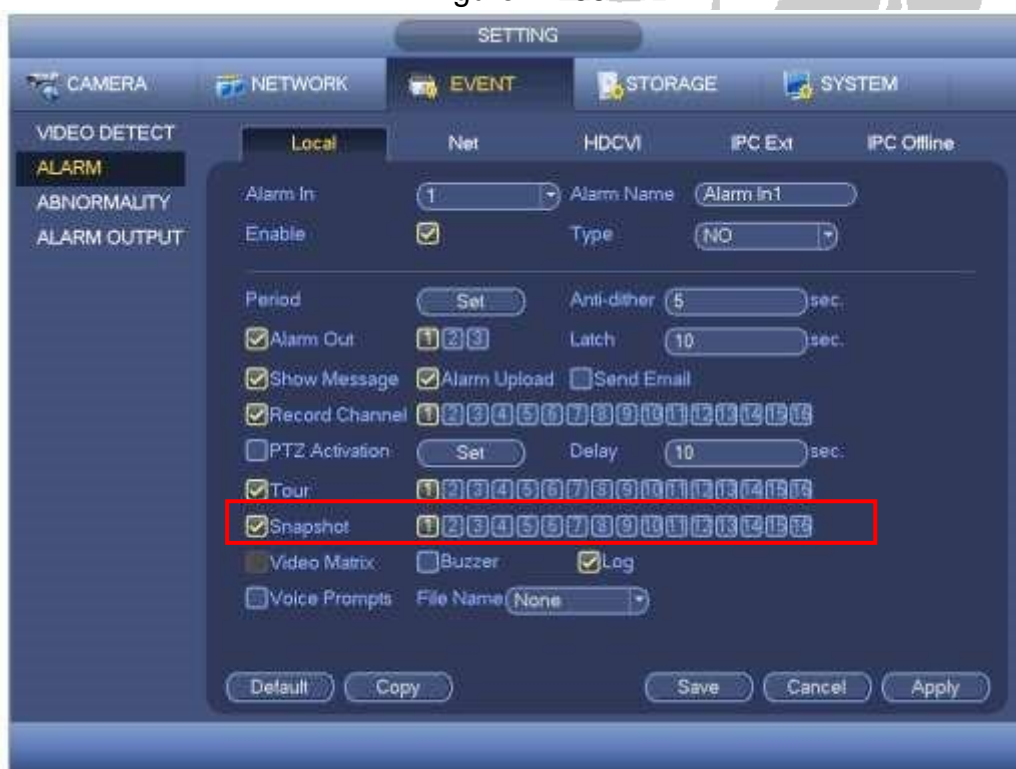 SETTING
CAMERA NETWORK EVENT STORAGE SYSTEM
VIDEO DETECT
ALARM
ABNORMALITY
ALARM OUTPUT
Local Net HDCVI IPC Ext IPC Offline
Alarm In 1 Alarm Name Alarm In1
Enable Type NO
Period Set Anti-dither 5 sec.
Alarm Out 1 2 3 Latch 10 sec.
Show Message Alarm Upload Send Email
Record Channel 1 2 3 4 5 6 7 8 9 10 11 12 13 14 15 16
PTZ Activation Set Delay 10 sec.
Tour 1 2 3 4 5 6 7 8 9 10 11 12 13 14 15 16
Snapshot 1 2 3 4 5 6 7 8 9 10 11 12 13 14 15 16
Video Matrix Buzzer Log
Voice Prompts File Name None
Default Copy Save Cancel Apply